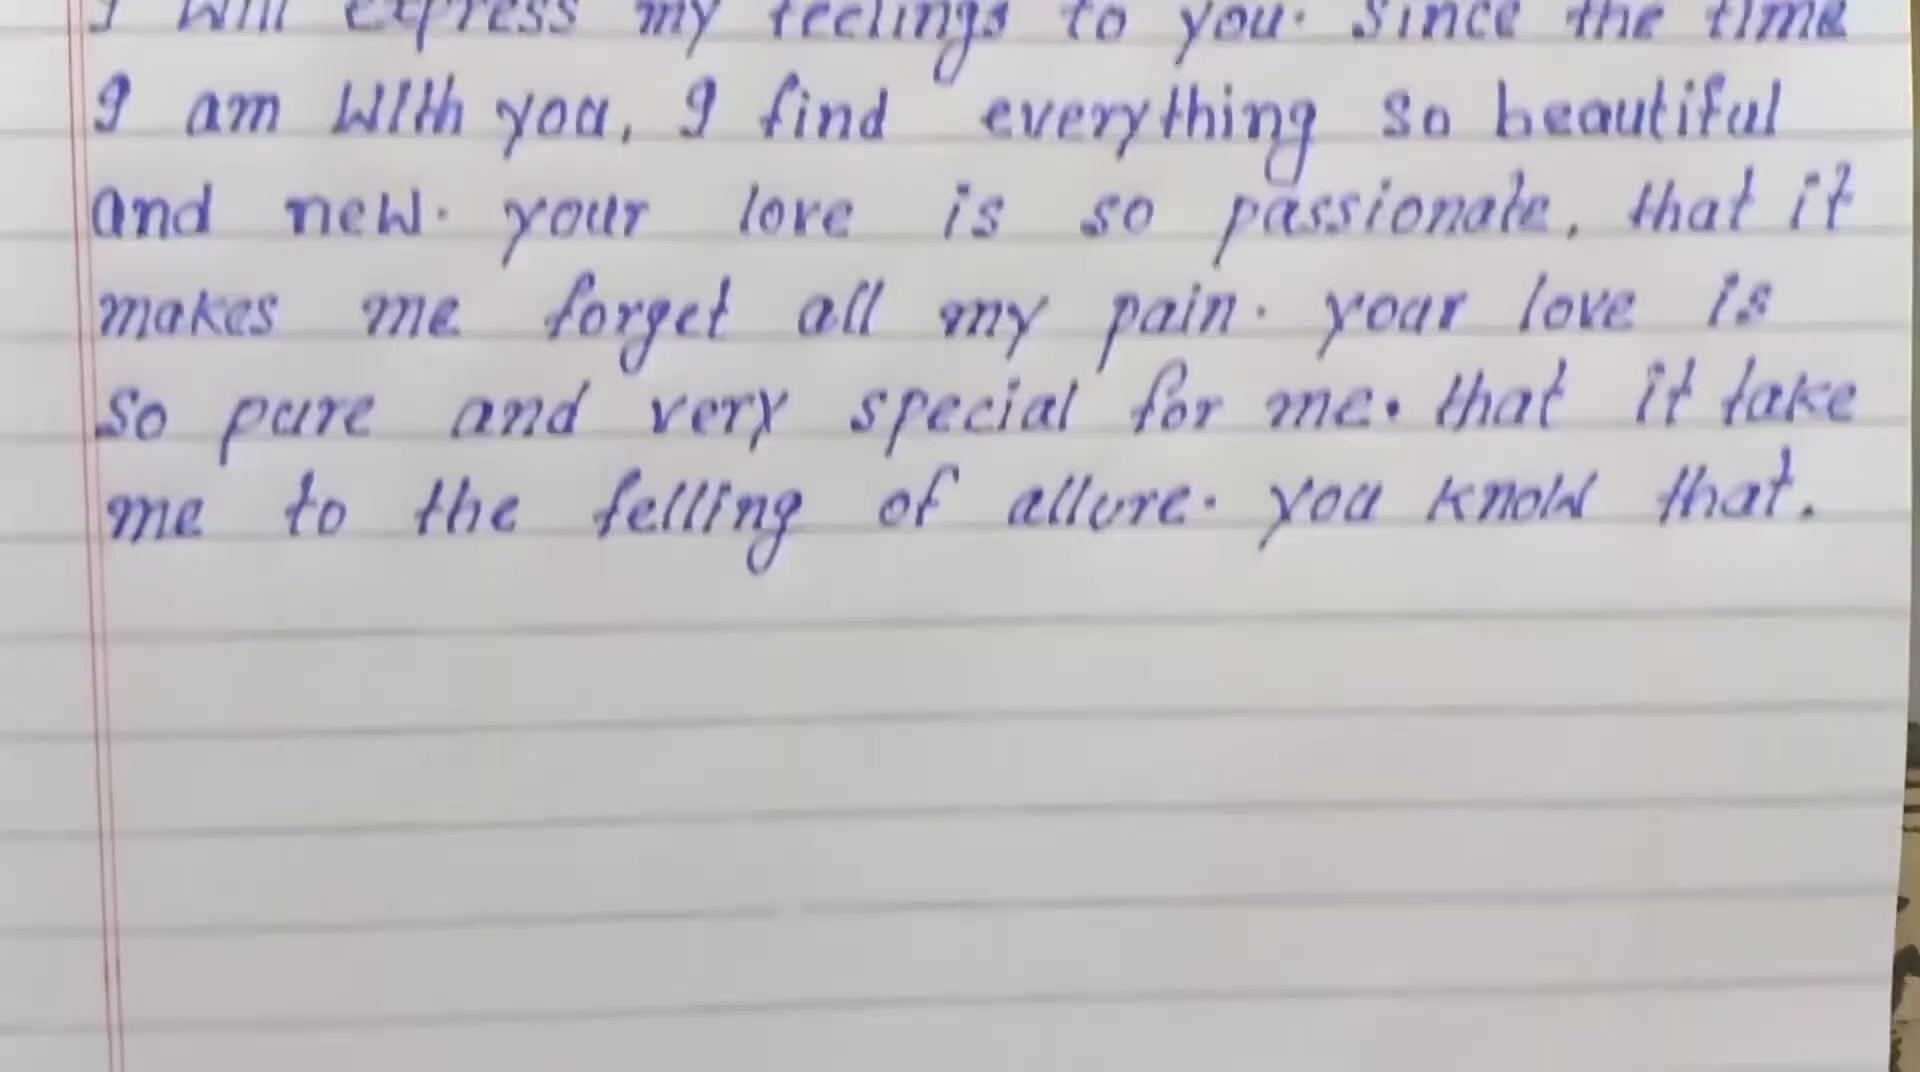 I will express my feelings to you. Since the time
I am with you, I find everything so beautiful
and new. your love is so passionate, that it
makes me forget all my pain. your love is
so pure and very special for me. that it take
me to the felling of allure. you know that.